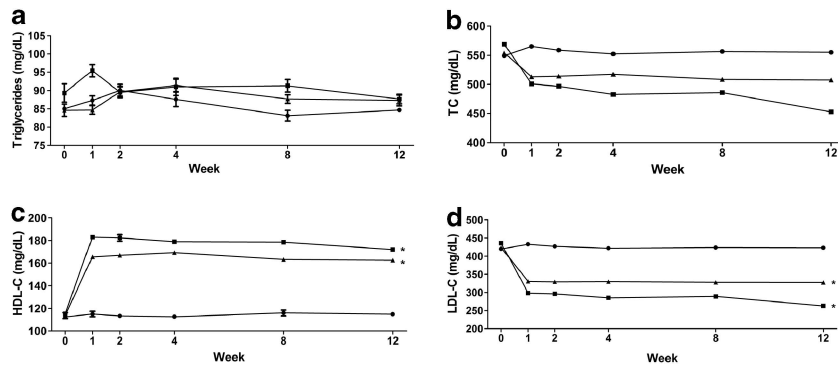 a
Triglycerides (mg/dL)
105
100
95
90
85
80
75
0 1 2 4 8 12
Week
b
TC (mg/dL)
600
550
500
450
400
0 1 2 4 8 12
Week
c
HDL-C (mg/dL)
200
180
160
140
120
100
*
*
0 1 2 4 8 12
Week
d
LDL-C (mg/dL)
500
450
400
350
300
250
200
*
*
0 1 2 4 8 12
Week